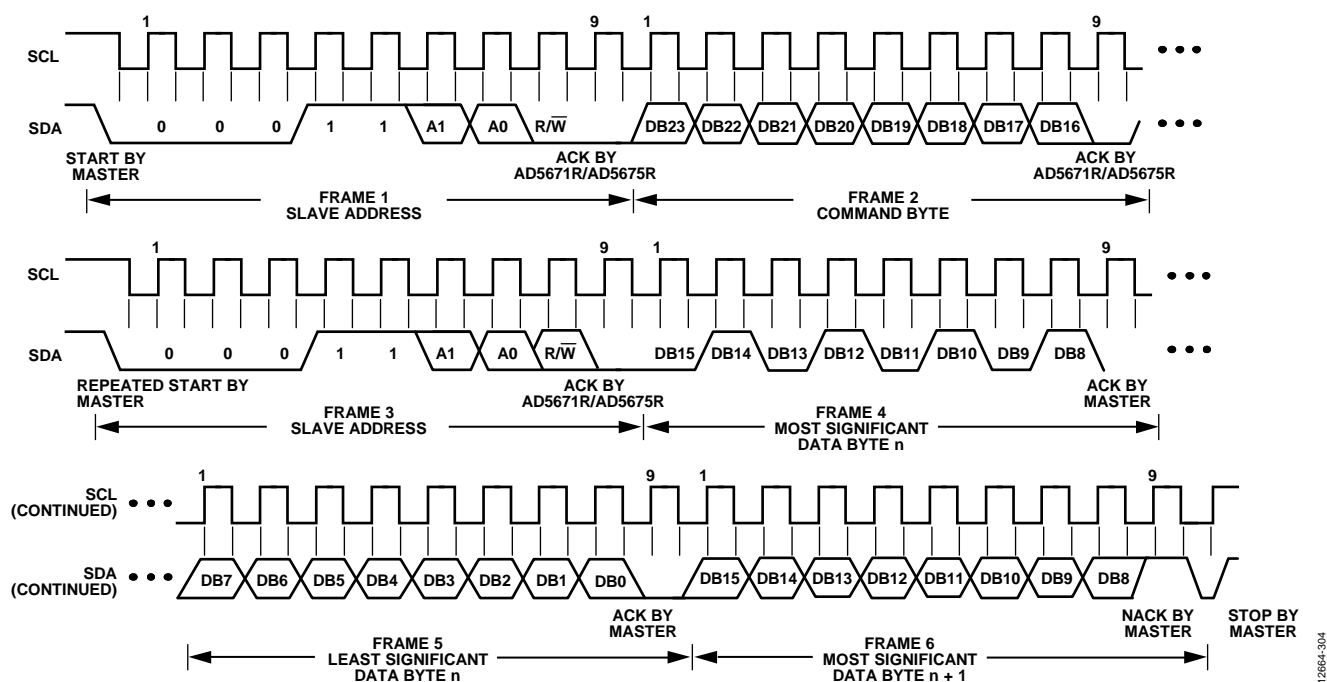 1 9 1 9
SCL
SDA 0 0 0 1 1 A1 A0 R/W̅ DB23 DB22 DB21 DB20 DB19 DB18 DB17 DB16
START BY MASTER
ACK BY AD5671R/AD5675R
ACK BY AD5671R/AD5675R
FRAME 1
SLAVE ADDRESS
FRAME 2
COMMAND BYTE
1 9 1 9
SCL
SDA 0 0 0 1 1 A1 A0 R/W̅ DB15 DB14 DB13 DB12 DB11 DB10 DB9 DB8
REPEATED START BY MASTER
ACK BY AD5671R/AD5675R
ACK BY MASTER
FRAME 3
SLAVE ADDRESS
FRAME 4
MOST SIGNIFICANT
DATA BYTE n
1 9 1 9
SCL
(CONTINUED)
SDA
(CONTINUED)
DB7 DB6 DB5 DB4 DB3 DB2 DB1 DB0 DB15 DB14 DB13 DB12 DB11 DB10 DB9 DB8
ACK BY MASTER
NACK BY MASTER
STOP BY MASTER
FRAME 5
LEAST SIGNIFICANT
DATA BYTE n
FRAME 6
MOST SIGNIFICANT
DATA BYTE n + 1
12664-304